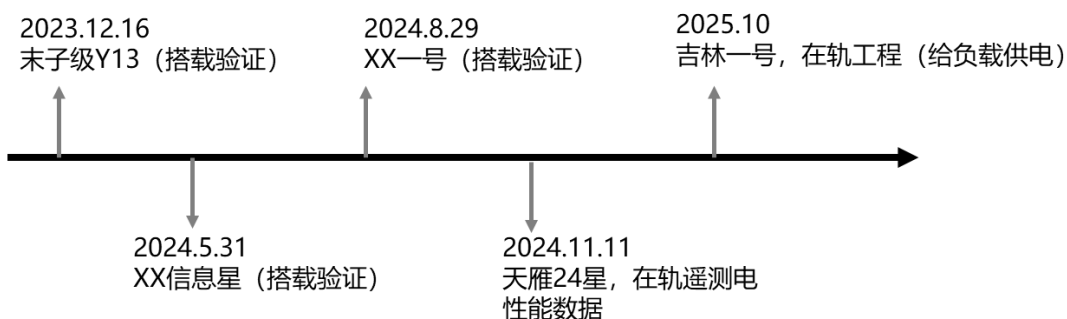 2023.12.16
末子级Y13（搭载验证）
2024.8.29
XX一号（搭载验证）
2025.10
吉林一号，在轨工程（给负载供电）
2024.5.31
XX信息星（搭载验证）
2024.11.11
天雁24星，在轨遥测电
性能数据